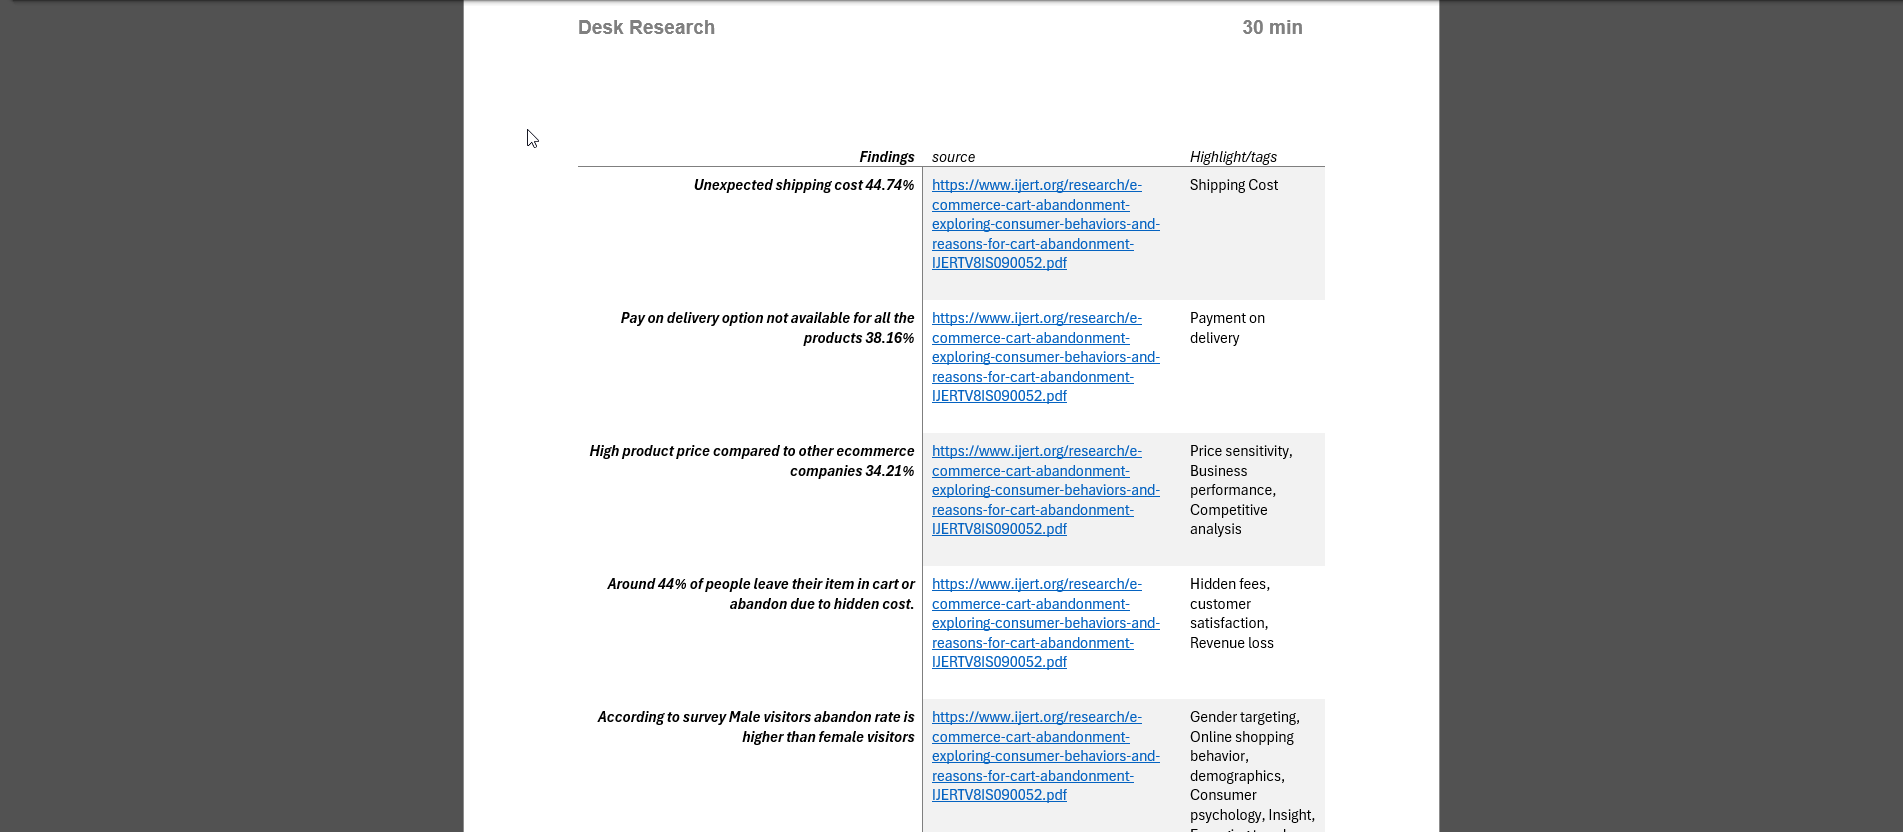 Desk Research 30 min
Findings source Highlight/tags
Unexpected shipping cost 44.74% https://www.ijert.org/research/e- Shipping Cost
commerce-cart-abandonment-
exploring-consumer-behaviors-and-
reasons-for-cart-abandonment-
IJERTV8IS090052.pdf
Pay on delivery option not available for all the https://www.ijert.org/research/e- Payment on
products 38.16% commerce-cart-abandonment- delivery
exploring-consumer-behaviors-and-
reasons-for-cart-abandonment-
IJERTV8IS090052.pdf
High product price compared to other ecommerce https://www.ijert.org/research/e- Price sensitivity,
companies 34.21% commerce-cart-abandonment- Business
exploring-consumer-behaviors-and- performance,
reasons-for-cart-abandonment- Competitive
IJERTV8IS090052.pdf analysis
Around 44% of people leave their item in cart or https://www.ijert.org/research/e- Hidden fees,
abandon due to hidden cost. commerce-cart-abandonment- customer
exploring-consumer-behaviors-and- satisfaction,
reasons-for-cart-abandonment- Revenue loss
IJERTV8IS090052.pdf
According to survey Male visitors abandon rate is https://www.ijert.org/research/e- Gender targeting,
higher than female visitors commerce-cart-abandonment- Online shopping
exploring-consumer-behaviors-and- behavior,
reasons-for-cart-abandonment- demographics,
IJERTV8IS090052.pdf Consumer
psychology, Insight,